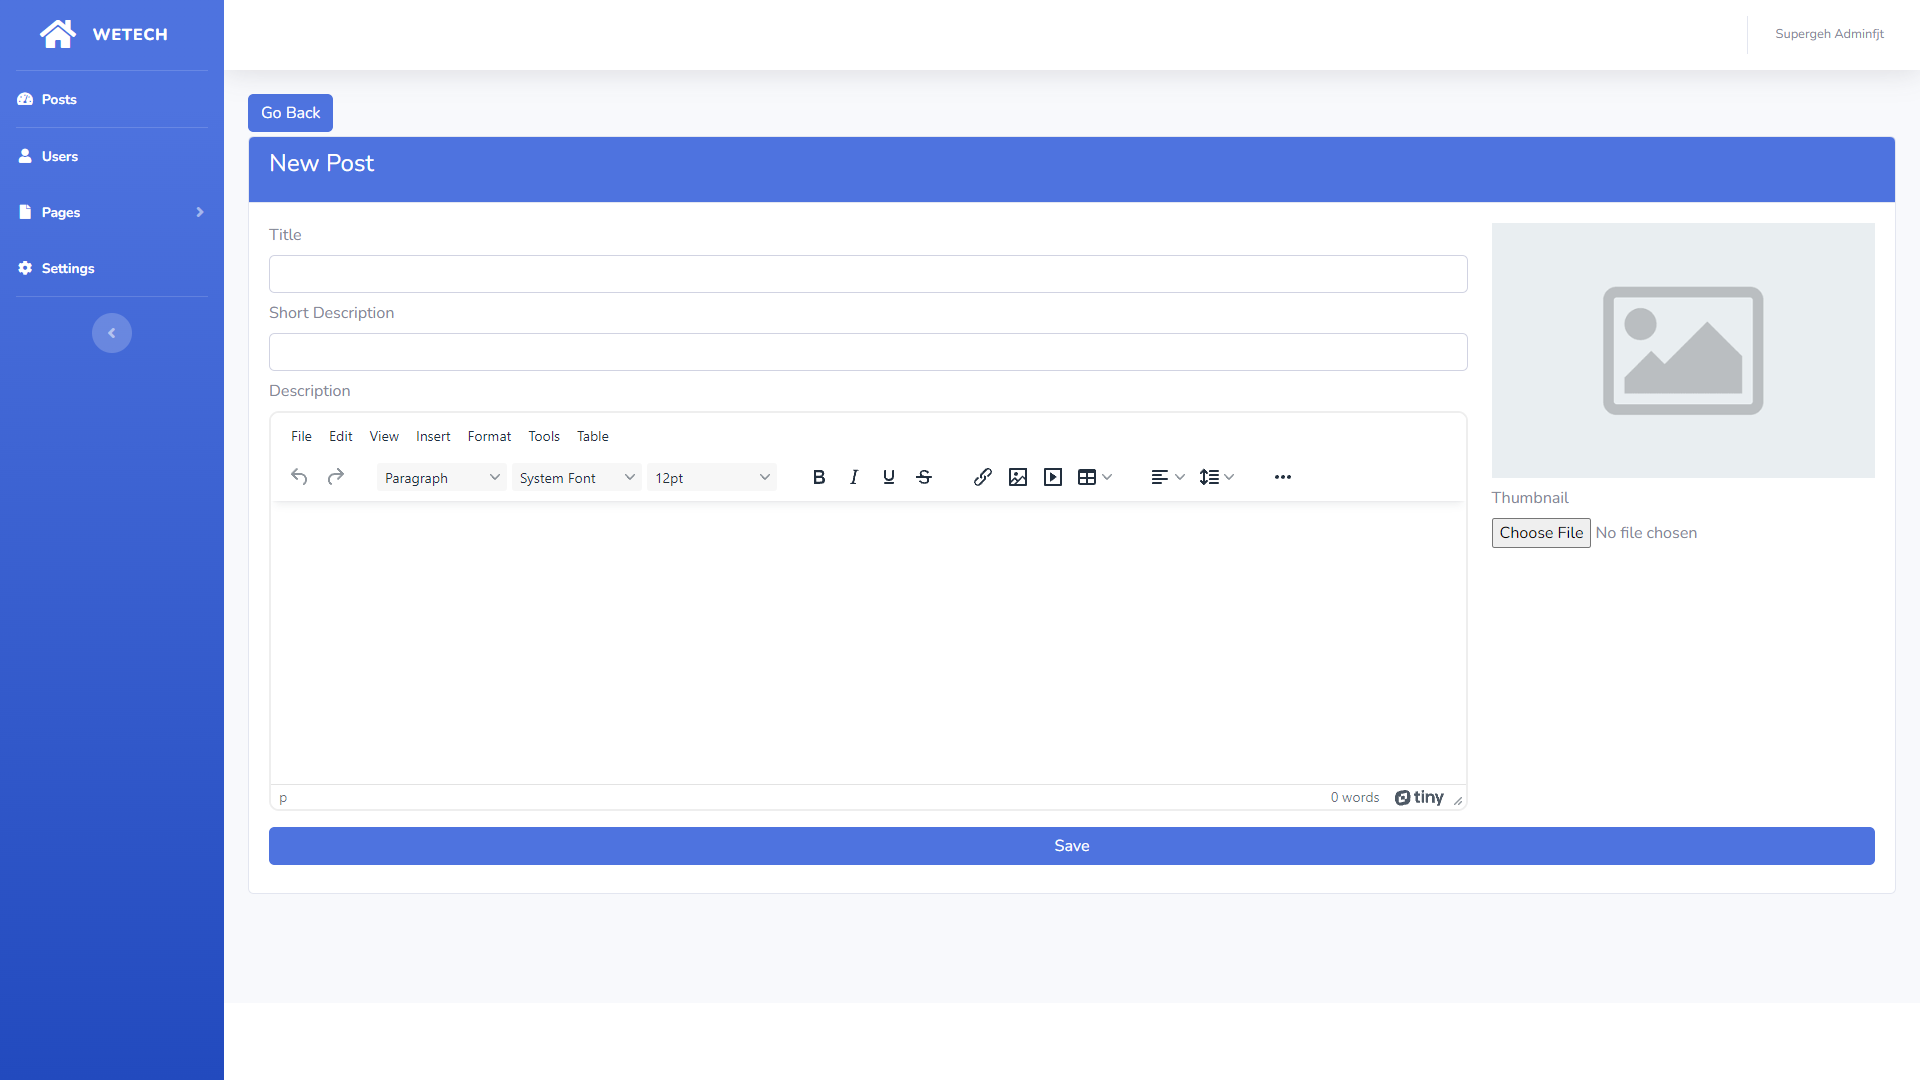 WETECH
Supergeh Adminfjt
Posts
Users
Pages
Settings
Go Back
New Post
Title
Short Description
Description
File Edit View Insert Format Tools Table
Paragraph System Font 12pt B I U S
p 0 words tiny
Thumbnail
Choose File No file chosen
Save